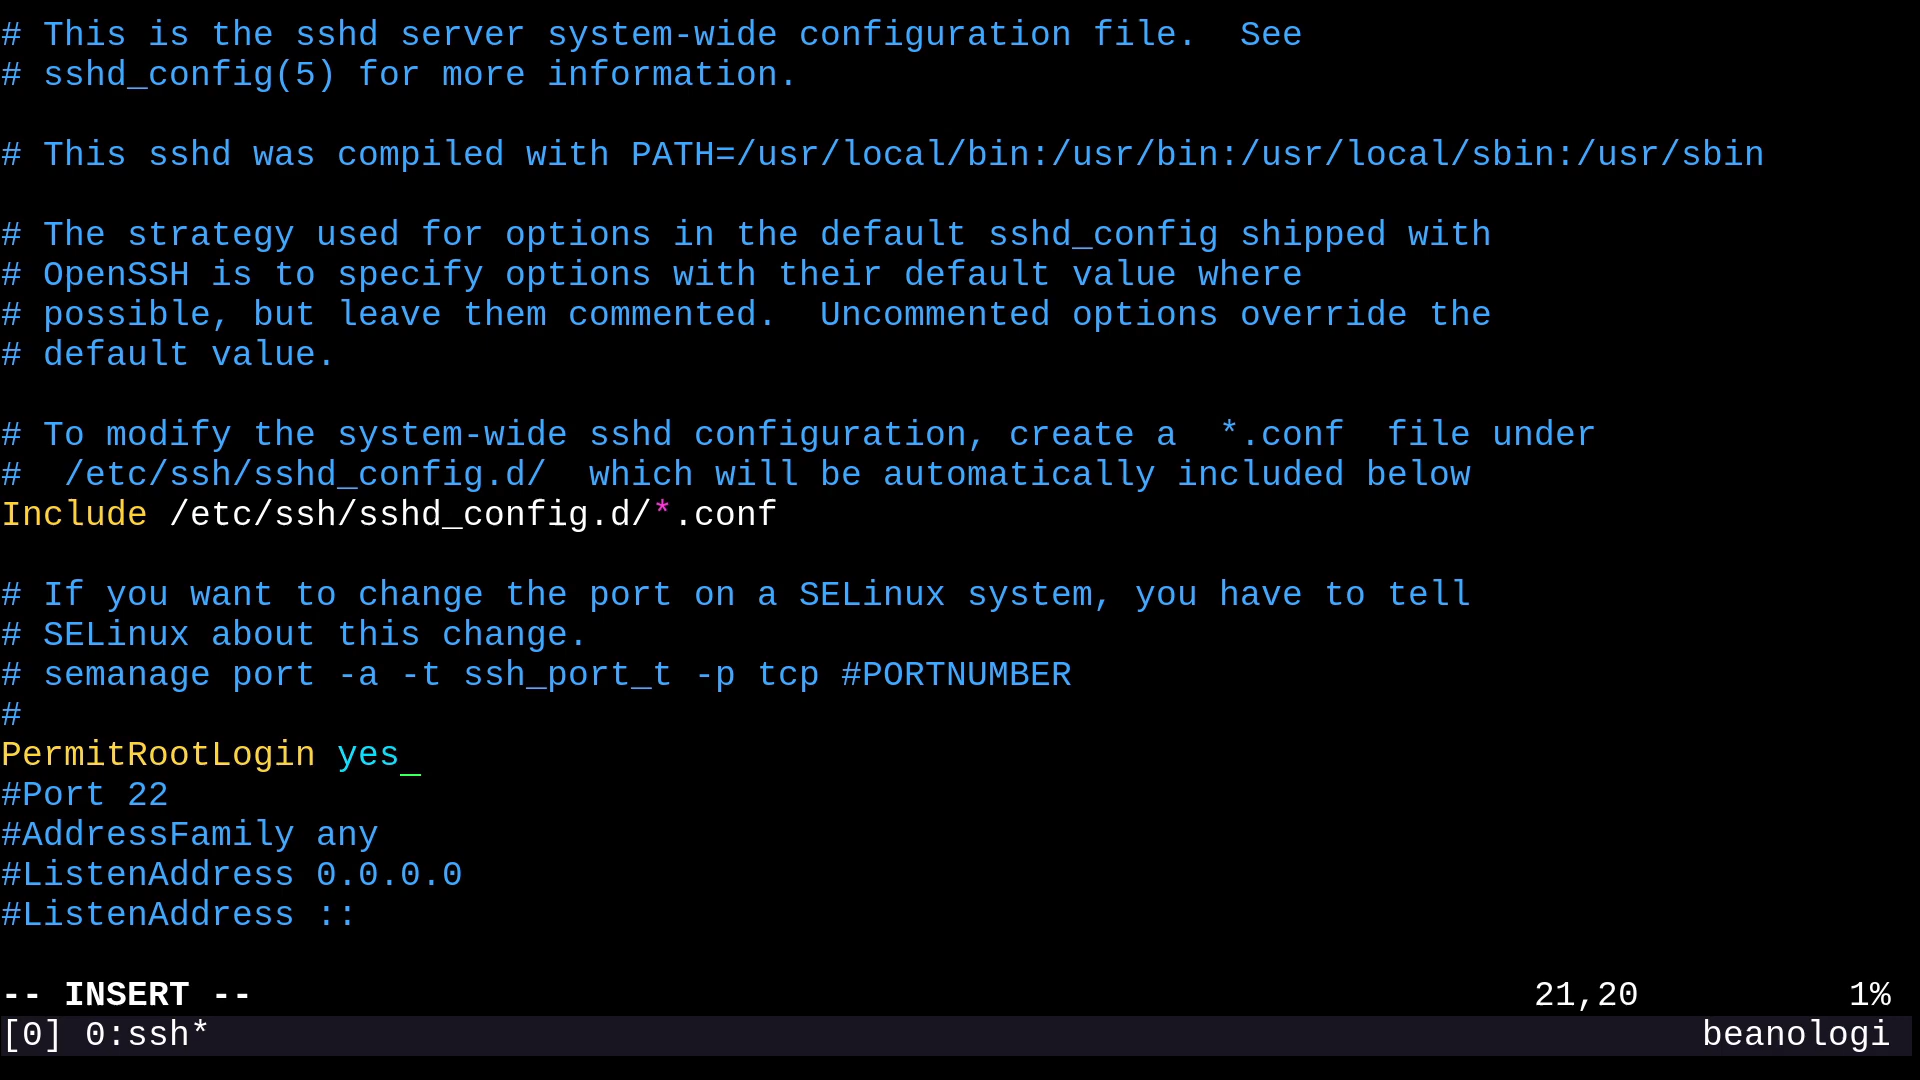 # This is the sshd server system-wide configuration file.  See
# sshd_config(5) for more information.

# This sshd was compiled with PATH=/usr/local/bin:/usr/bin:/usr/local/sbin:/usr/sbin

# The strategy used for options in the default sshd_config shipped with
# OpenSSH is to specify options with their default value where
# possible, but leave them commented.  Uncommented options override the
# default value.

# To modify the system-wide sshd configuration, create a  *.conf  file under
#  /etc/ssh/sshd_config.d/  which will be automatically included below
Include /etc/ssh/sshd_config.d/*.conf

# If you want to change the port on a SELinux system, you have to tell
# SELinux about this change.
# semanage port -a -t ssh_port_t -p tcp #PORTNUMBER
#
PermitRootLogin yes
#Port 22
#AddressFamily any
#ListenAddress 0.0.0.0
#ListenAddress ::

-- INSERT -- 21,20 1%
[0] 0:ssh* beanologi